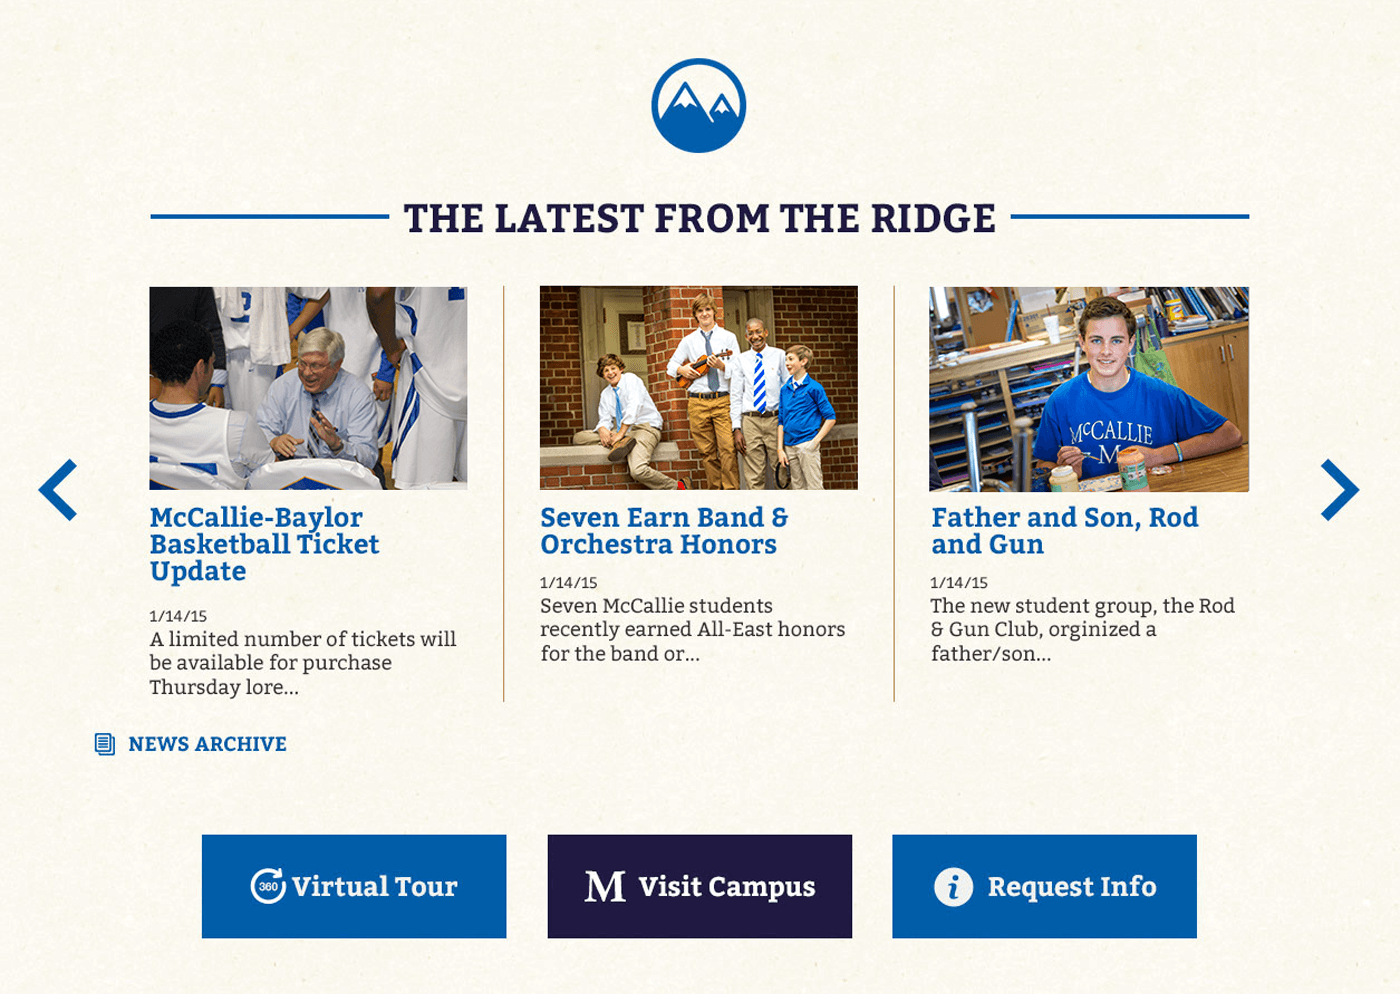 THE LATEST FROM THE RIDGE
McCALLIE
M
McCallie-Baylor
Basketball Ticket
Update
1/14/15
A limited number of tickets will
be available for purchase
Thursday lore...
Seven Earn Band &
Orchestra Honors
1/14/15
Seven McCallie students
recently earned All-East honors
for the band or...
Father and Son, Rod
and Gun
1/14/15
The new student group, the Rod
& Gun Club, orginized a
father/son...
NEWS ARCHIVE
360 Virtual Tour
M Visit Campus
i Request Info